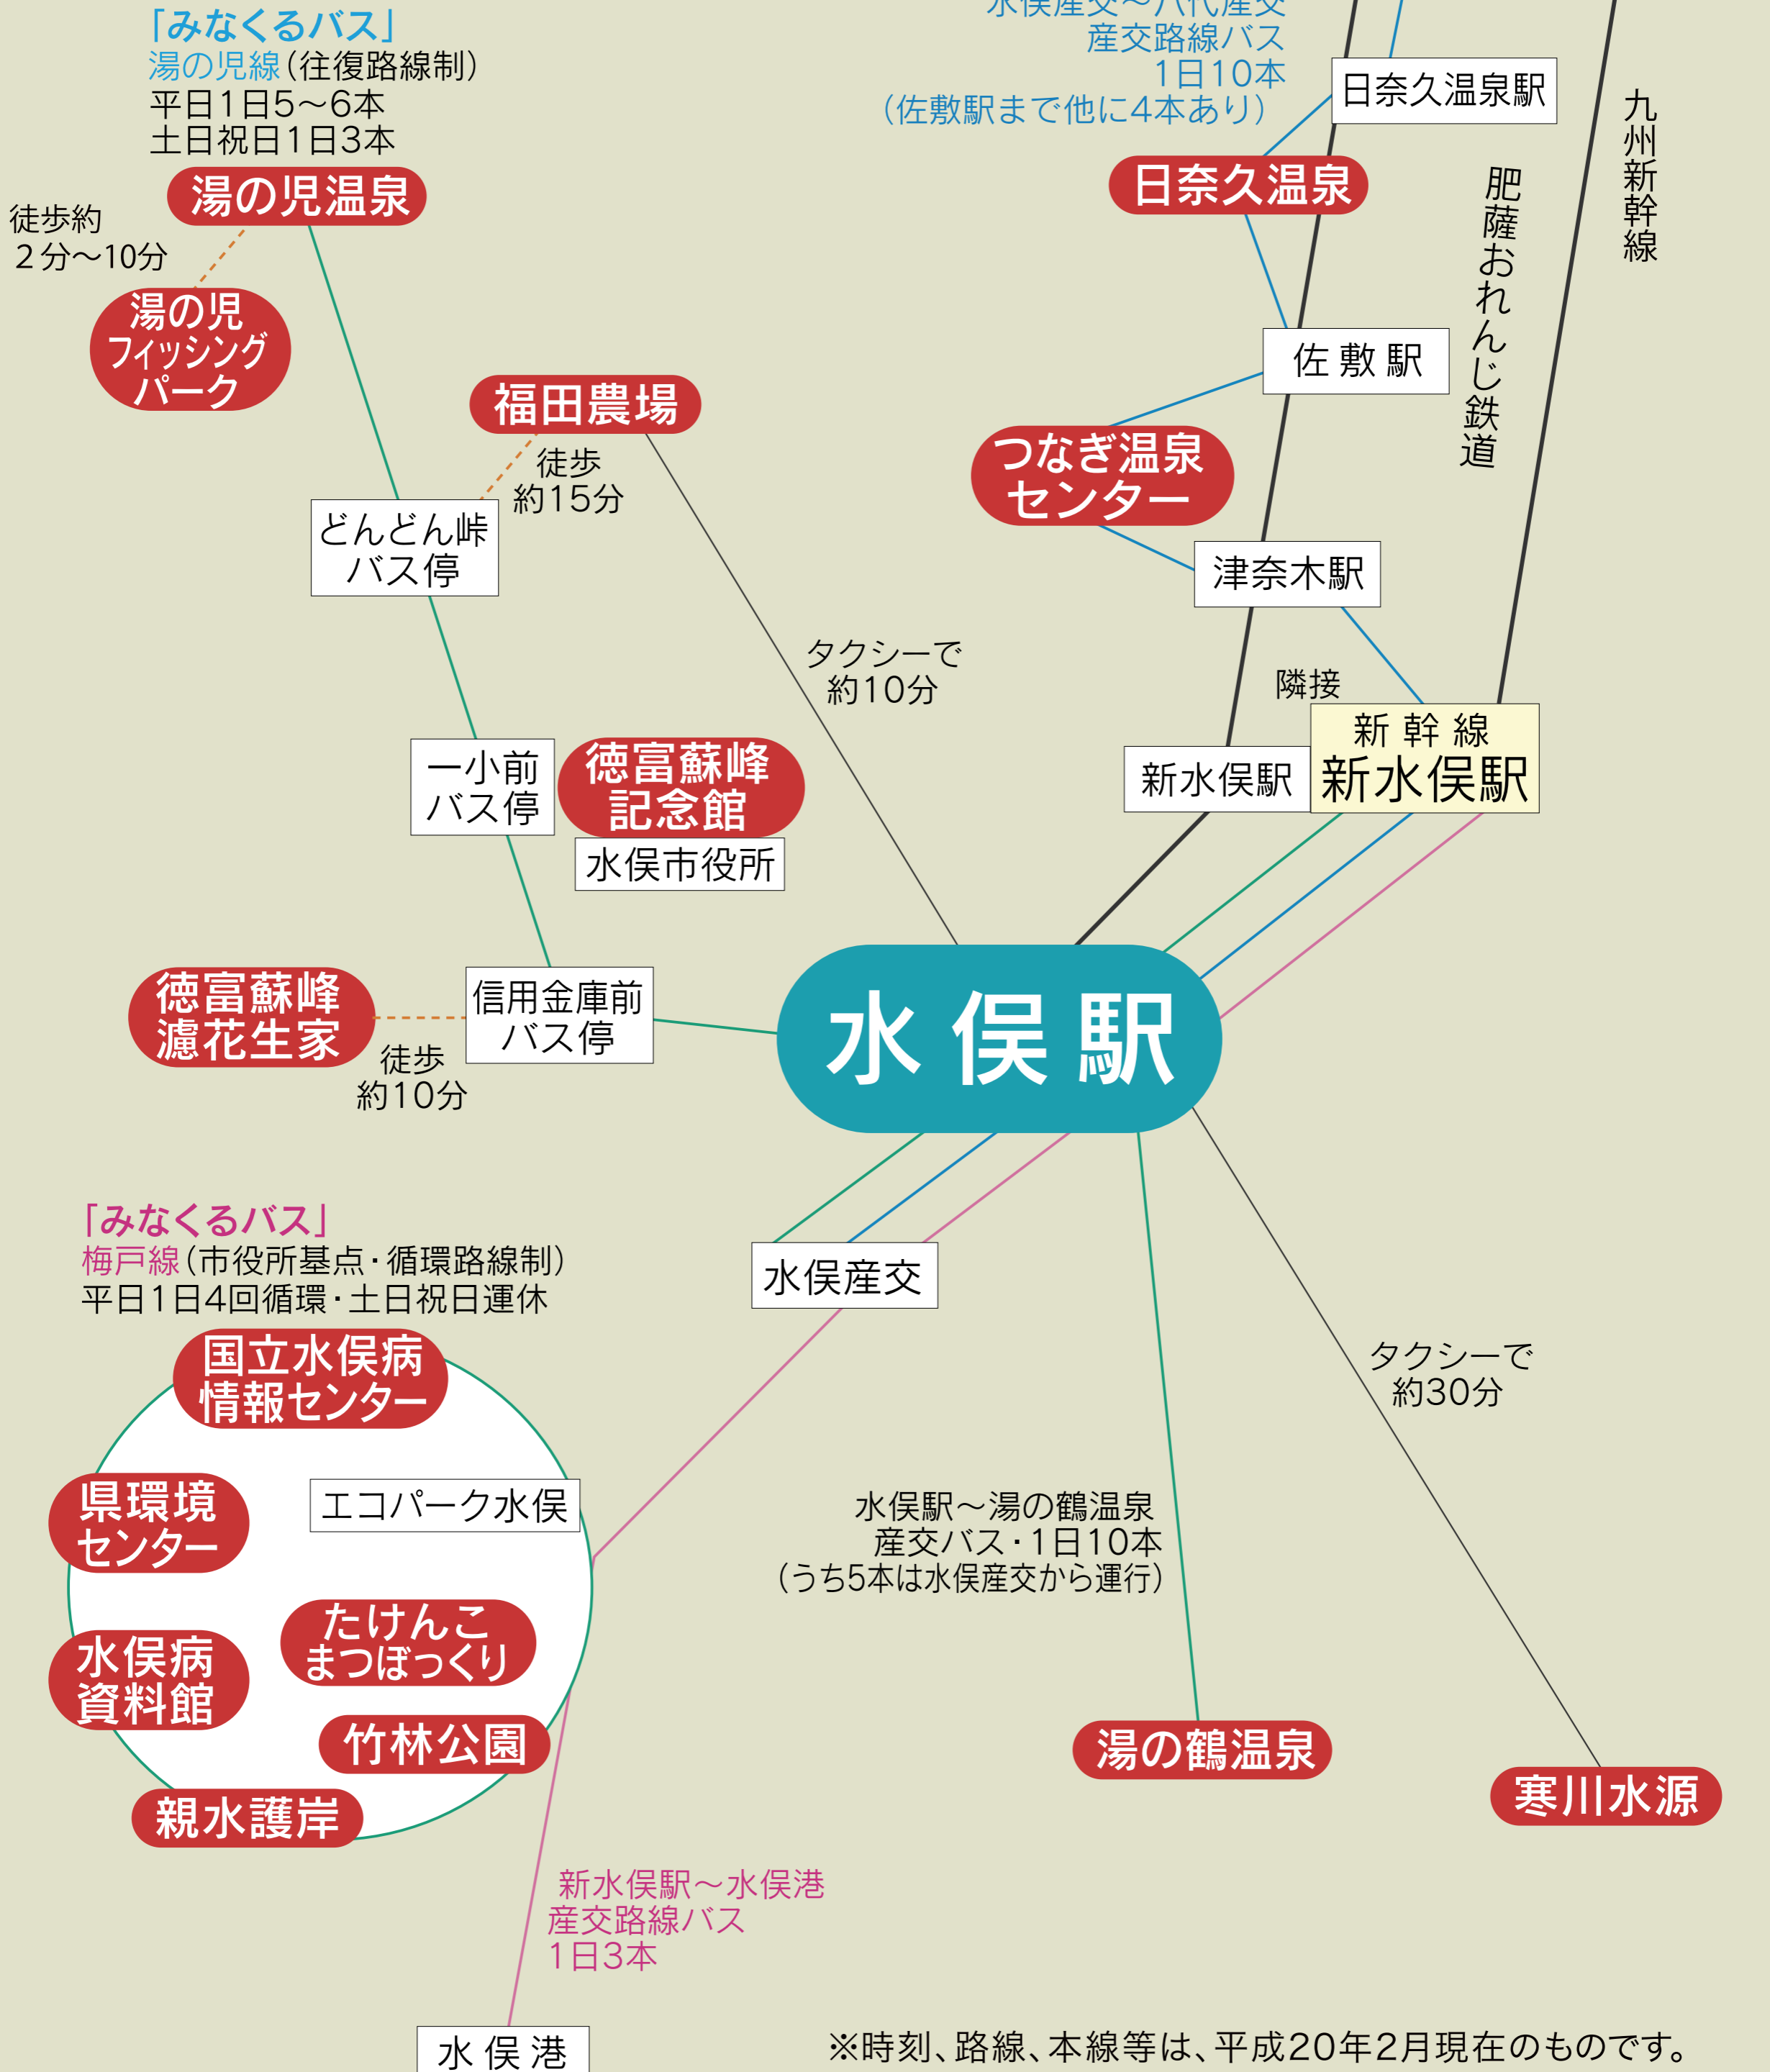 「みなくるバス」
湯の児線(往復路線制)
平日1日5～6本
土日祝日1日3本
湯の児温泉
徒歩約
2分～10分
湯の児
フィッシング
パーク
福田農場
徒歩
約15分
どんどん峠
バス停
タクシーで
約10分
一小前
バス停
徳富蘇峰
記念館
水俣市役所
徳富蘇峰
濾花生家
徒歩
約10分
信用金庫前
バス停
水俣産交～八代産交
産交路線バス
1日10本
(佐敷駅まで他に4本あり)
日奈久温泉駅
日奈久温泉
九州新幹線
肥薩おれんじ鉄道
佐敷駅
つなぎ温泉
センター
津奈木駅
隣接
新水俣駅
新幹線
新水俣駅
水俣駅
「みなくるバス」
梅戸線(市役所基点・循環路線制)
平日1日4回循環・土日祝日運休
国立水俣病
情報センター
県環境
センター
エコパーク水俣
水俣病
資料館
たけんこ
まつぼっくり
竹林公園
親水護岸
水俣産交
タクシーで
約30分
水俣駅～湯の鶴温泉
産交バス・1日10本
(うち5本は水俣産交から運行)
湯の鶴温泉
寒川水源
新水俣駅～水俣港
産交路線バス
1日3本
水俣港
※時刻、路線、本線等は、平成20年2月現在のものです。